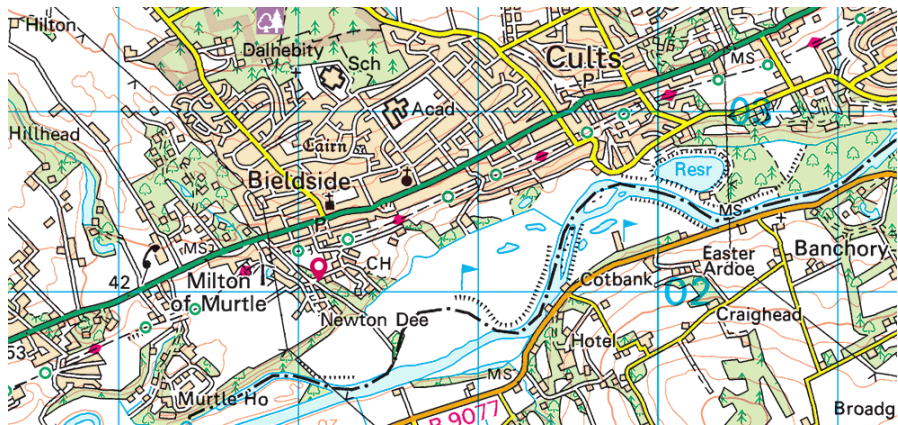 Hilton
Dalhebity
Sch
Cults
P
MS
Acad
03
Hillhead
Cairn
Bieldside
Resr
P
MS
MS
CH
42
Milton
of Murtle
Cotbank
Easter
Ardoe
Banchory
02
Newton Dee
Craighead
Hotel
53
MS
Murtle Ho
B 9077
Broadg